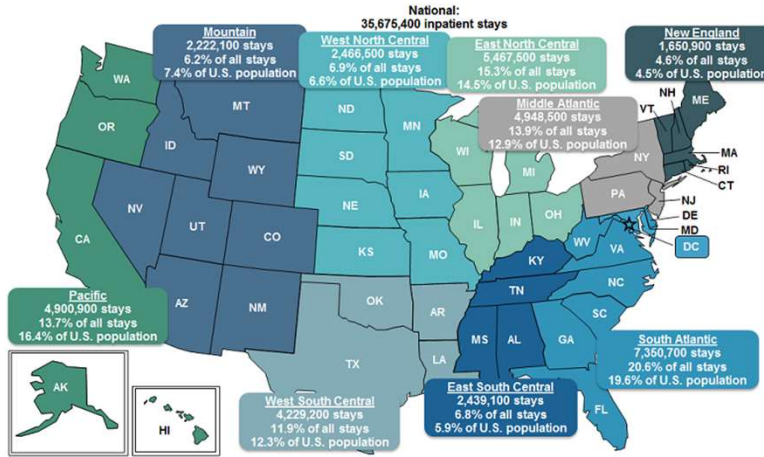 National:
35,675,400 inpatient stays
Mountain
2,222,100 stays
6.2% of all stays
7.4% of U.S. population
West North Central
2,466,500 stays
6.9% of all stays
6.6% of U.S. population
East North Central
5,467,500 stays
15.3% of all stays
14.5% of U.S. population
New England
1,650,900 stays
4.6% of all stays
4.5% of U.S. population
Middle Atlantic
4,948,500 stays
13.9% of all stays
12.9% of U.S. population
WA
OR
CA
MT
ID
WY
NV
UT
CO
AZ
NM
ND
SD
NE
KS
MN
IA
MO
WI
MI
IL
IN
OH
VT
NH
ME
NY
PA
MA
RI
CT
NJ
DE
MD
DC
WV
VA
NC
SC
GA
FL
KY
TN
MS
AL
OK
AR
TX
LA
Pacific
4,900,900 stays
13.7% of all stays
16.4% of U.S. population
South Atlantic
7,350,700 stays
20.6% of all stays
19.6% of U.S. population
West South Central
4,229,200 stays
11.9% of all stays
12.3% of U.S. population
East South Central
2,439,100 stays
6.8% of all stays
5.9% of U.S. population
AK
HI